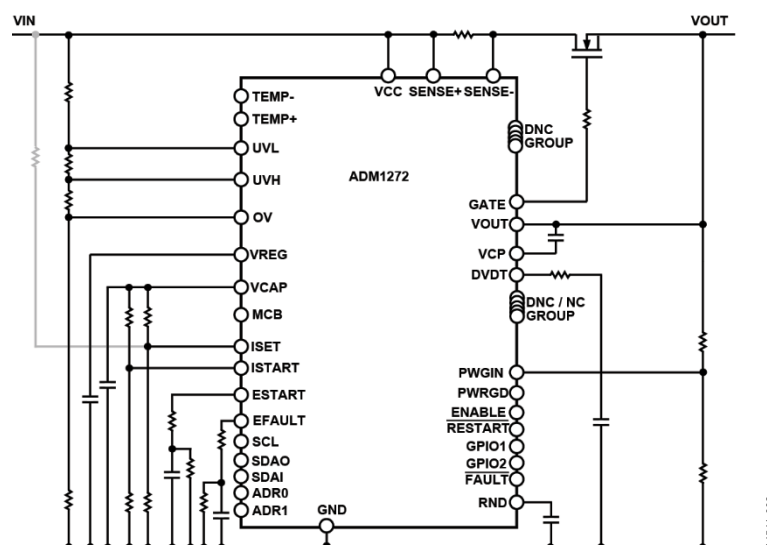 VIN
VOUT
VCC SENSE+ SENSE-
TEMP-
TEMP+
UVL
UVH
OV
VREG
VCAP
MCB
ISET
ISTART
ESTART
EFAULT
SCL
SDAO
SDAI
ADR0
ADR1
ADM1272
DNC
GROUP
GATE
VOUT
VCP
DVDT
DNC / NC
GROUP
PWGIN
PWRGD
ENABLE
RESTART
GPIO1
GPIO2
FAULT
RND
GND